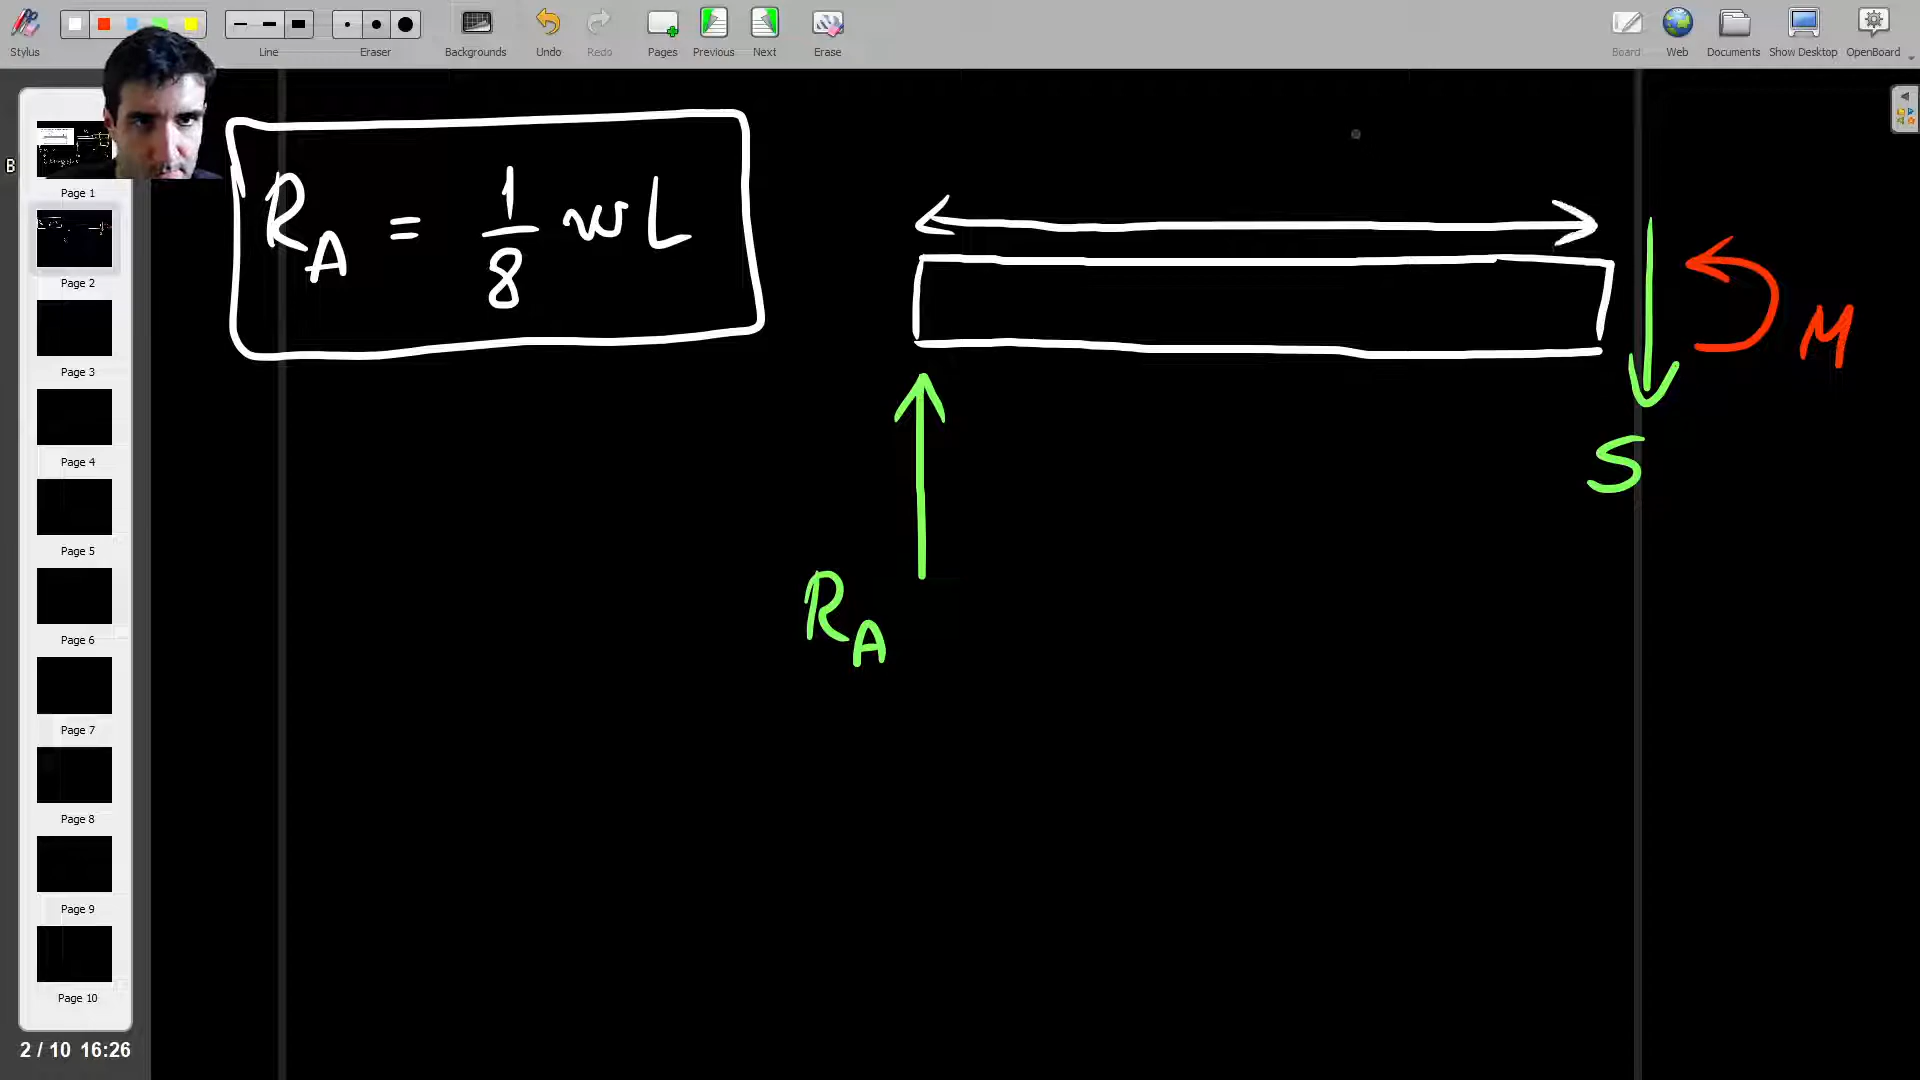 Stylus
Line
Eraser
Backgrounds
Undo
Redo
Pages
Previous
Next
Erase
Board
Web
Documents
Show Desktop
OpenBoard
B
Page 1
Page 2
Page 3
Page 4
Page 5
Page 6
Page 7
Page 8
Page 9
Page 10
2 / 10 16:26
R_A = 1/8 wL
M
S
R_A